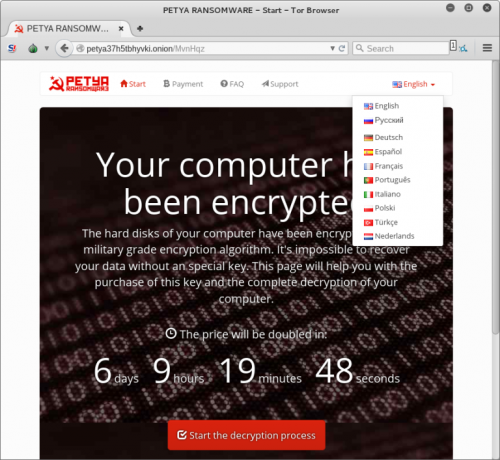 PETYA RANSOMWARE – Start – Tor Browser
PETYA RANSOMWAR...
petya37h5tbhyvki.onion/MvnHqz
Search
1
PETYA
RANSOMWARE
Start
Payment
FAQ
Support
English
English
Русский
Deutsch
Español
Français
Português
Italiano
Polski
Türkçe
Nederlands
Your computer h
been encrypte
The hard disks of your computer have been encryp
military grade encryption algorithm. It's impossible to recover
your data without an special key. This page will help you with the
purchase of this key and the complete decryption of your
computer.
The price will be doubled in:
6 days 9 hours 19 minutes 48 seconds
Start the decryption process